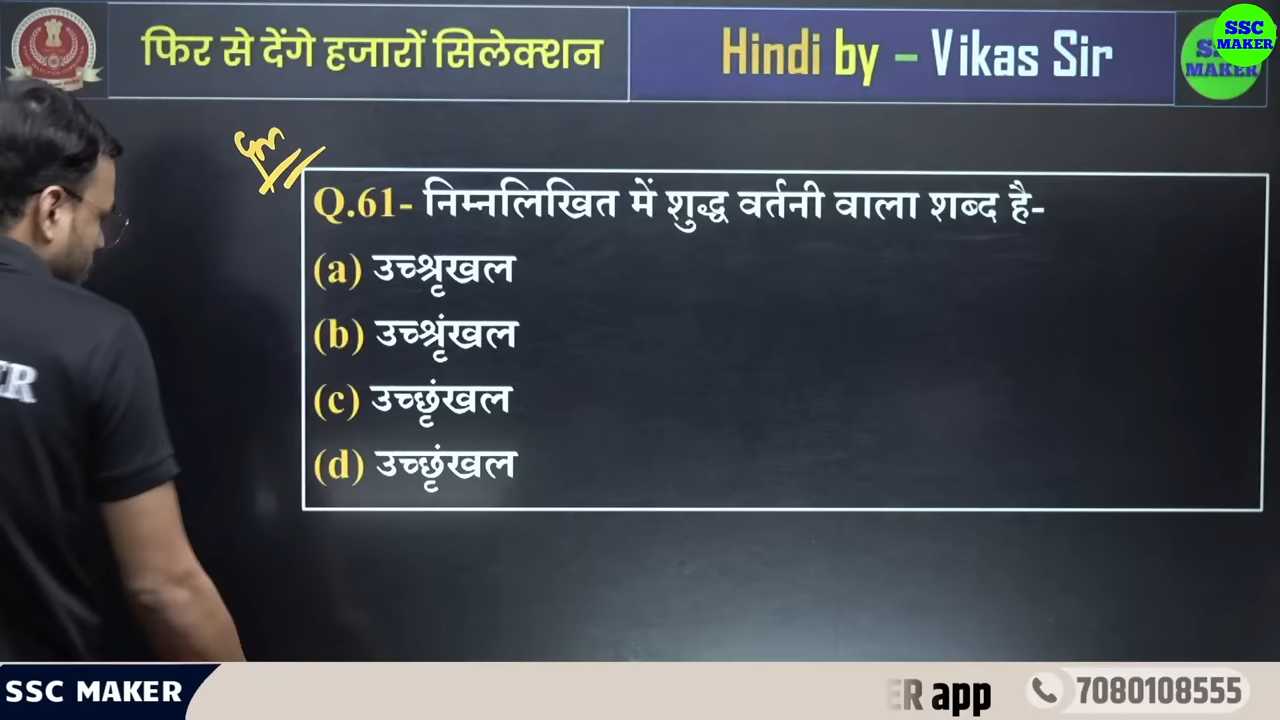 फिर से देंगे हजारों सिलेक्शन
Hindi by – Vikas Sir
SSC MAKER
Q.61- निम्नलिखित में शुद्ध वर्तनी वाला शब्द है-
(a) उच्श्रृखल
(b) उच्श्रृंखल
(c) उच्छृंखल
(d) उच्छृंखल
SSC MAKER
ER app
7080108555